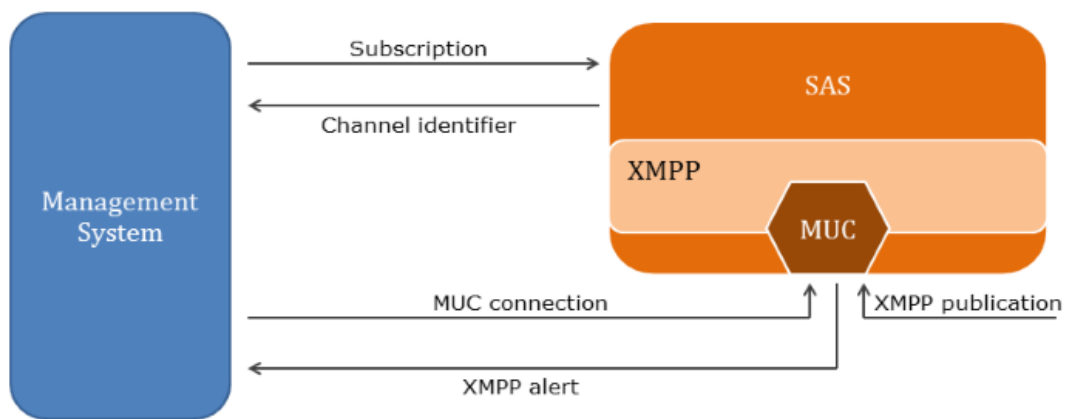 Subscription
SAS
Channel identifier
XMPP
Management
System
MUC
MUC connection
XMPP publication
XMPP alert